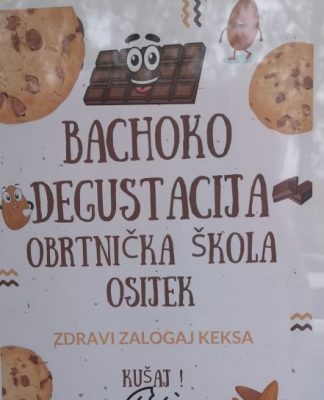 BACHOKO
DEGUSTACIJA
OBRTNIČKA ŠKOLA
OSIJEK
ZDRAVI ZALOGAJ KEKSA
KUŠAJ !